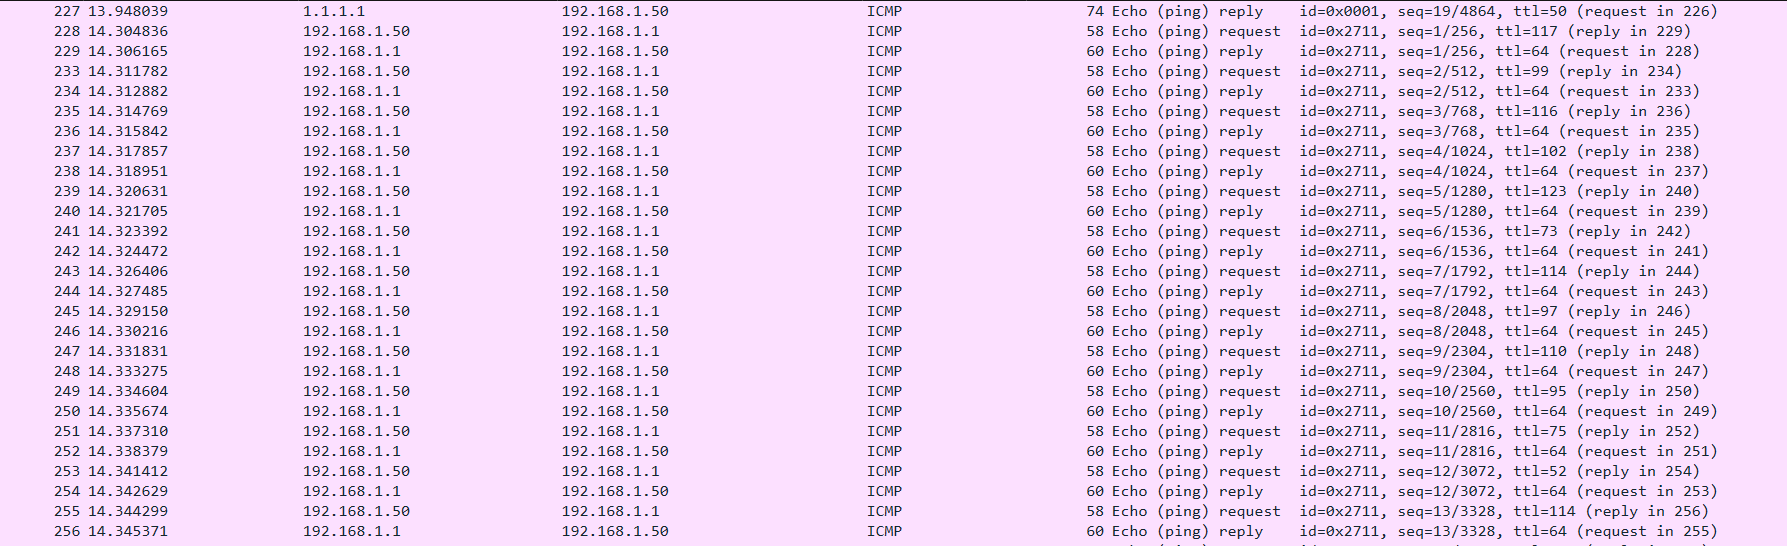 227 13.948039 1.1.1.1 192.168.1.50 ICMP 74 Echo (ping) reply id=0x0001, seq=19/4864, ttl=50 (request in 226)
228 14.304836 192.168.1.50 192.168.1.1 ICMP 58 Echo (ping) request id=0x2711, seq=1/256, ttl=117 (reply in 229)
229 14.306165 192.168.1.1 192.168.1.50 ICMP 60 Echo (ping) reply id=0x2711, seq=1/256, ttl=64 (request in 228)
233 14.311782 192.168.1.50 192.168.1.1 ICMP 58 Echo (ping) request id=0x2711, seq=2/512, ttl=99 (reply in 234)
234 14.312882 192.168.1.1 192.168.1.50 ICMP 60 Echo (ping) reply id=0x2711, seq=2/512, ttl=64 (request in 233)
235 14.314769 192.168.1.50 192.168.1.1 ICMP 58 Echo (ping) request id=0x2711, seq=3/768, ttl=116 (reply in 236)
236 14.315842 192.168.1.1 192.168.1.50 ICMP 60 Echo (ping) reply id=0x2711, seq=3/768, ttl=64 (request in 235)
237 14.317857 192.168.1.50 192.168.1.1 ICMP 58 Echo (ping) request id=0x2711, seq=4/1024, ttl=102 (reply in 238)
238 14.318951 192.168.1.1 192.168.1.50 ICMP 60 Echo (ping) reply id=0x2711, seq=4/1024, ttl=64 (request in 237)
239 14.320631 192.168.1.50 192.168.1.1 ICMP 58 Echo (ping) request id=0x2711, seq=5/1280, ttl=123 (reply in 240)
240 14.321705 192.168.1.1 192.168.1.50 ICMP 60 Echo (ping) reply id=0x2711, seq=5/1280, ttl=64 (request in 239)
241 14.323392 192.168.1.50 192.168.1.1 ICMP 58 Echo (ping) request id=0x2711, seq=6/1536, ttl=73 (reply in 242)
242 14.324472 192.168.1.1 192.168.1.50 ICMP 60 Echo (ping) reply id=0x2711, seq=6/1536, ttl=64 (request in 241)
243 14.326406 192.168.1.50 192.168.1.1 ICMP 58 Echo (ping) request id=0x2711, seq=7/1792, ttl=114 (reply in 244)
244 14.327485 192.168.1.1 192.168.1.50 ICMP 60 Echo (ping) reply id=0x2711, seq=7/1792, ttl=64 (request in 243)
245 14.329150 192.168.1.50 192.168.1.1 ICMP 58 Echo (ping) request id=0x2711, seq=8/2048, ttl=97 (reply in 246)
246 14.330216 192.168.1.1 192.168.1.50 ICMP 60 Echo (ping) reply id=0x2711, seq=8/2048, ttl=64 (request in 245)
247 14.331831 192.168.1.50 192.168.1.1 ICMP 58 Echo (ping) request id=0x2711, seq=9/2304, ttl=110 (reply in 248)
248 14.333275 192.168.1.1 192.168.1.50 ICMP 60 Echo (ping) reply id=0x2711, seq=9/2304, ttl=64 (request in 247)
249 14.334604 192.168.1.50 192.168.1.1 ICMP 58 Echo (ping) request id=0x2711, seq=10/2560, ttl=95 (reply in 250)
250 14.335674 192.168.1.1 192.168.1.50 ICMP 60 Echo (ping) reply id=0x2711, seq=10/2560, ttl=64 (request in 249)
251 14.337310 192.168.1.50 192.168.1.1 ICMP 58 Echo (ping) request id=0x2711, seq=11/2816, ttl=75 (reply in 252)
252 14.338379 192.168.1.1 192.168.1.50 ICMP 60 Echo (ping) reply id=0x2711, seq=11/2816, ttl=64 (request in 251)
253 14.341412 192.168.1.50 192.168.1.1 ICMP 58 Echo (ping) request id=0x2711, seq=12/3072, ttl=52 (reply in 254)
254 14.342629 192.168.1.1 192.168.1.50 ICMP 60 Echo (ping) reply id=0x2711, seq=12/3072, ttl=64 (request in 253)
255 14.344299 192.168.1.50 192.168.1.1 ICMP 58 Echo (ping) request id=0x2711, seq=13/3328, ttl=114 (reply in 256)
256 14.345371 192.168.1.1 192.168.1.50 ICMP 60 Echo (ping) reply id=0x2711, seq=13/3328, ttl=64 (request in 255)